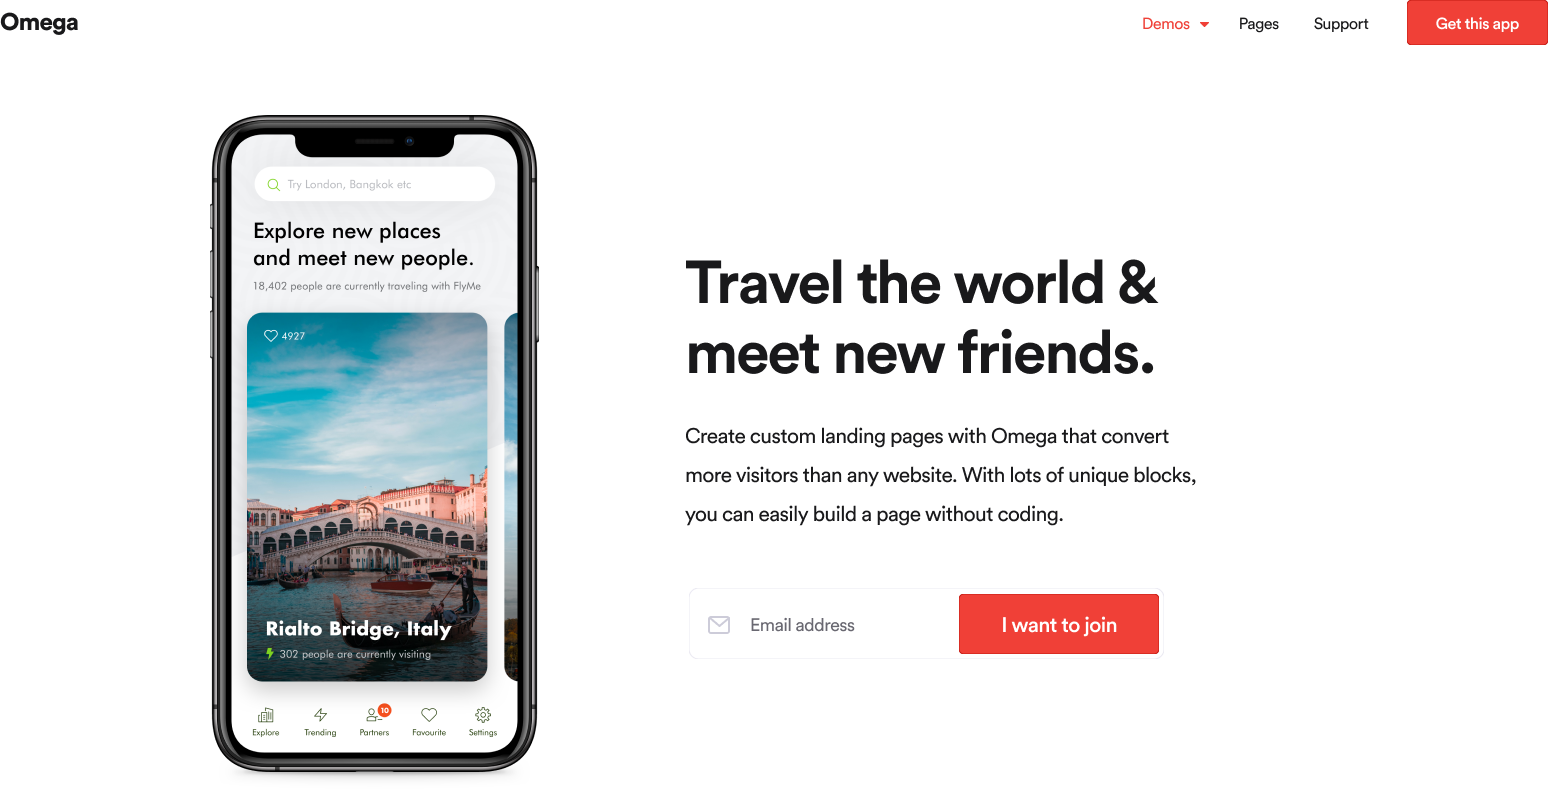 Omega
Demos
Pages
Support
Get this app
Try London, Bangkok etc
Explore new places
and meet new people.
18,402 people are currently traveling with FlyMe
4927
Rialto Bridge, Italy
302 people are currently visiting
10
Explore
Trending
Partners
Favourite
Settings
Travel the world &
meet new friends.
Create custom landing pages with Omega that convert
more visitors than any website. With lots of unique blocks,
you can easily build a page without coding.
Email address
I want to join